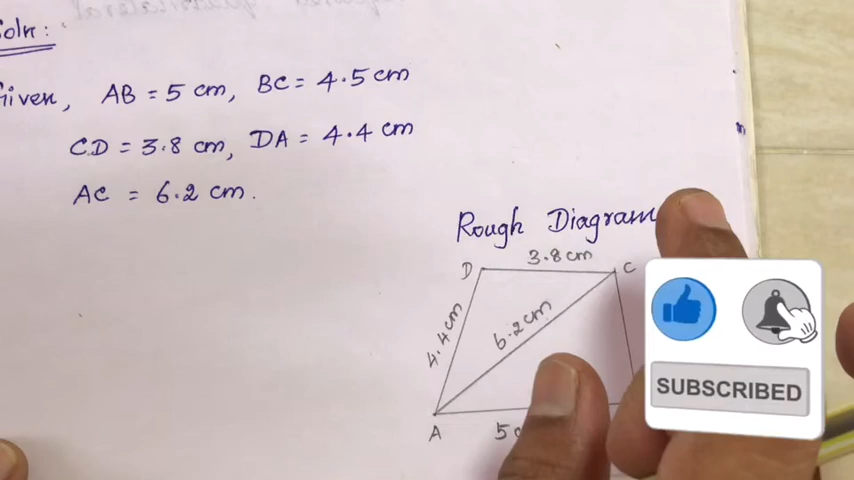 Soln:
Given, AB = 5 cm, BC = 4.5 cm
CD = 3.8 cm, DA = 4.4 cm
AC = 6.2 cm.
Rough Diagram
3.8 cm
D
C
4.4 cm
6.2 cm
A
SUBSCRIBED